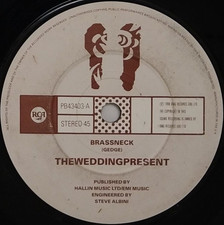 RCA
PB43403 A
STEREO 45
BRASSNECK
(GEDGE)
THEWEDDINGPRESENT
PUBLISHED BY
HALLIN MUSIC LTD/EMI MUSIC
ENGINEERED BY
STEVE ALBINI